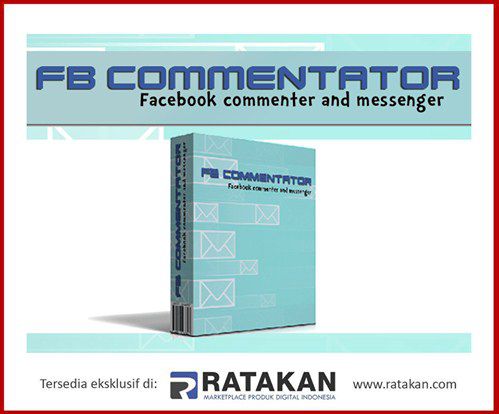 FB COMMENTATOR
Facebook commenter and messenger
FB COMMENTATOR
Facebook commenter and messenger
FB COMMENTATOR
Facebook commenter and messenger
Tersedia eksklusif di:
RATAKAN
MARKETPLACE PRODUK DIGITAL INDONESIA
www.ratakan.com